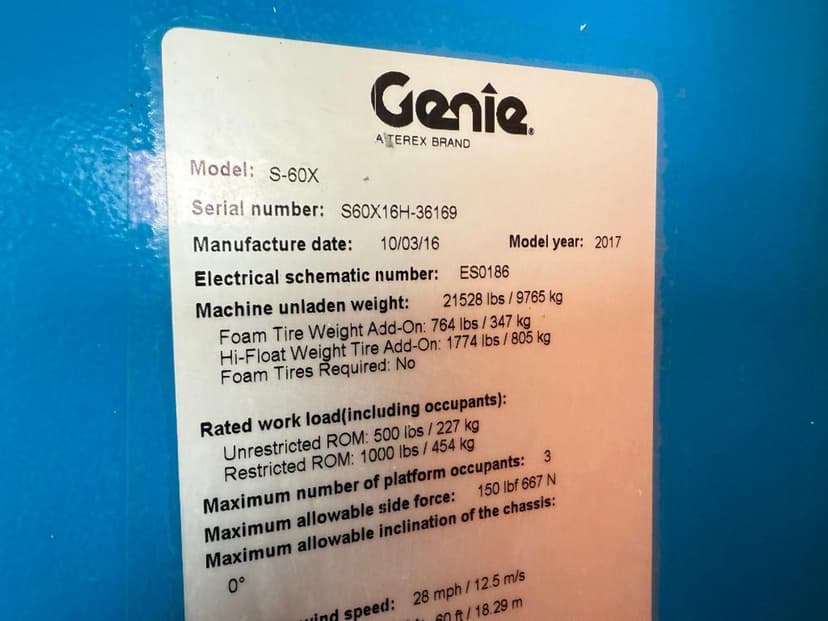 Genie
A TEREX BRAND
Model: S-60X
Serial number: S60X16H-36169
Manufacture date: 10/03/16 Model year: 2017
Electrical schematic number: ES0186
Machine unladen weight: 21528 lbs / 9765 kg
Foam Tire Weight Add-On: 764 lbs / 347 kg
Hi-Float Weight Tire Add-On: 1774 lbs / 805 kg
Foam Tires Required: No
Rated work load(including occupants):
Unrestricted ROM: 500 lbs / 227 kg
Restricted ROM: 1000 lbs / 454 kg
Maximum number of platform occupants: 3
Maximum allowable side force: 150 lbf 667 N
Maximum allowable inclination of the chassis:
0°
wind speed: 28 mph / 12.5 m/s
60 ft / 18.29 m